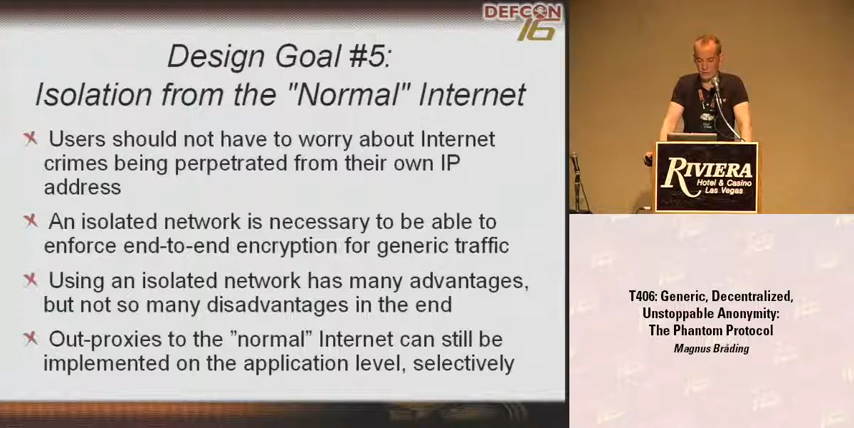 DEFCON
16
Design Goal #5:
Isolation from the "Normal" Internet
Users should not have to worry about Internet
crimes being perpetrated from their own IP
address
An isolated network is necessary to be able to
enforce end-to-end encryption for generic traffic
Using an isolated network has many advantages,
but not so many disadvantages in the end
Out-proxies to the ”normal” Internet can still be
implemented on the application level, selectively
RIVIERA
Hotel & Casino
Las Vegas
T406: Generic, Decentralized,
Unstoppable Anonymity:
The Phantom Protocol
Magnus Bråding